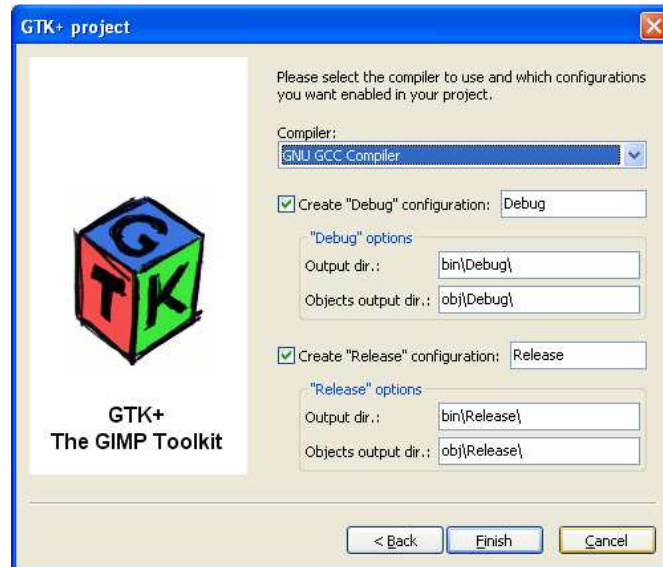 GTK+ project
Please select the compiler to use and which configurations
you want enabled in your project.
Compiler:
GNU GCC Compiler
Create "Debug" configuration: Debug
"Debug" options
Output dir.: bin\Debug\
Objects output dir.: obj\Debug\
Create "Release" configuration: Release
"Release" options
Output dir.: bin\Release\
Objects output dir.: obj\Release\
G
T K
GTK+
The GIMP Toolkit
< Back Finish Cancel